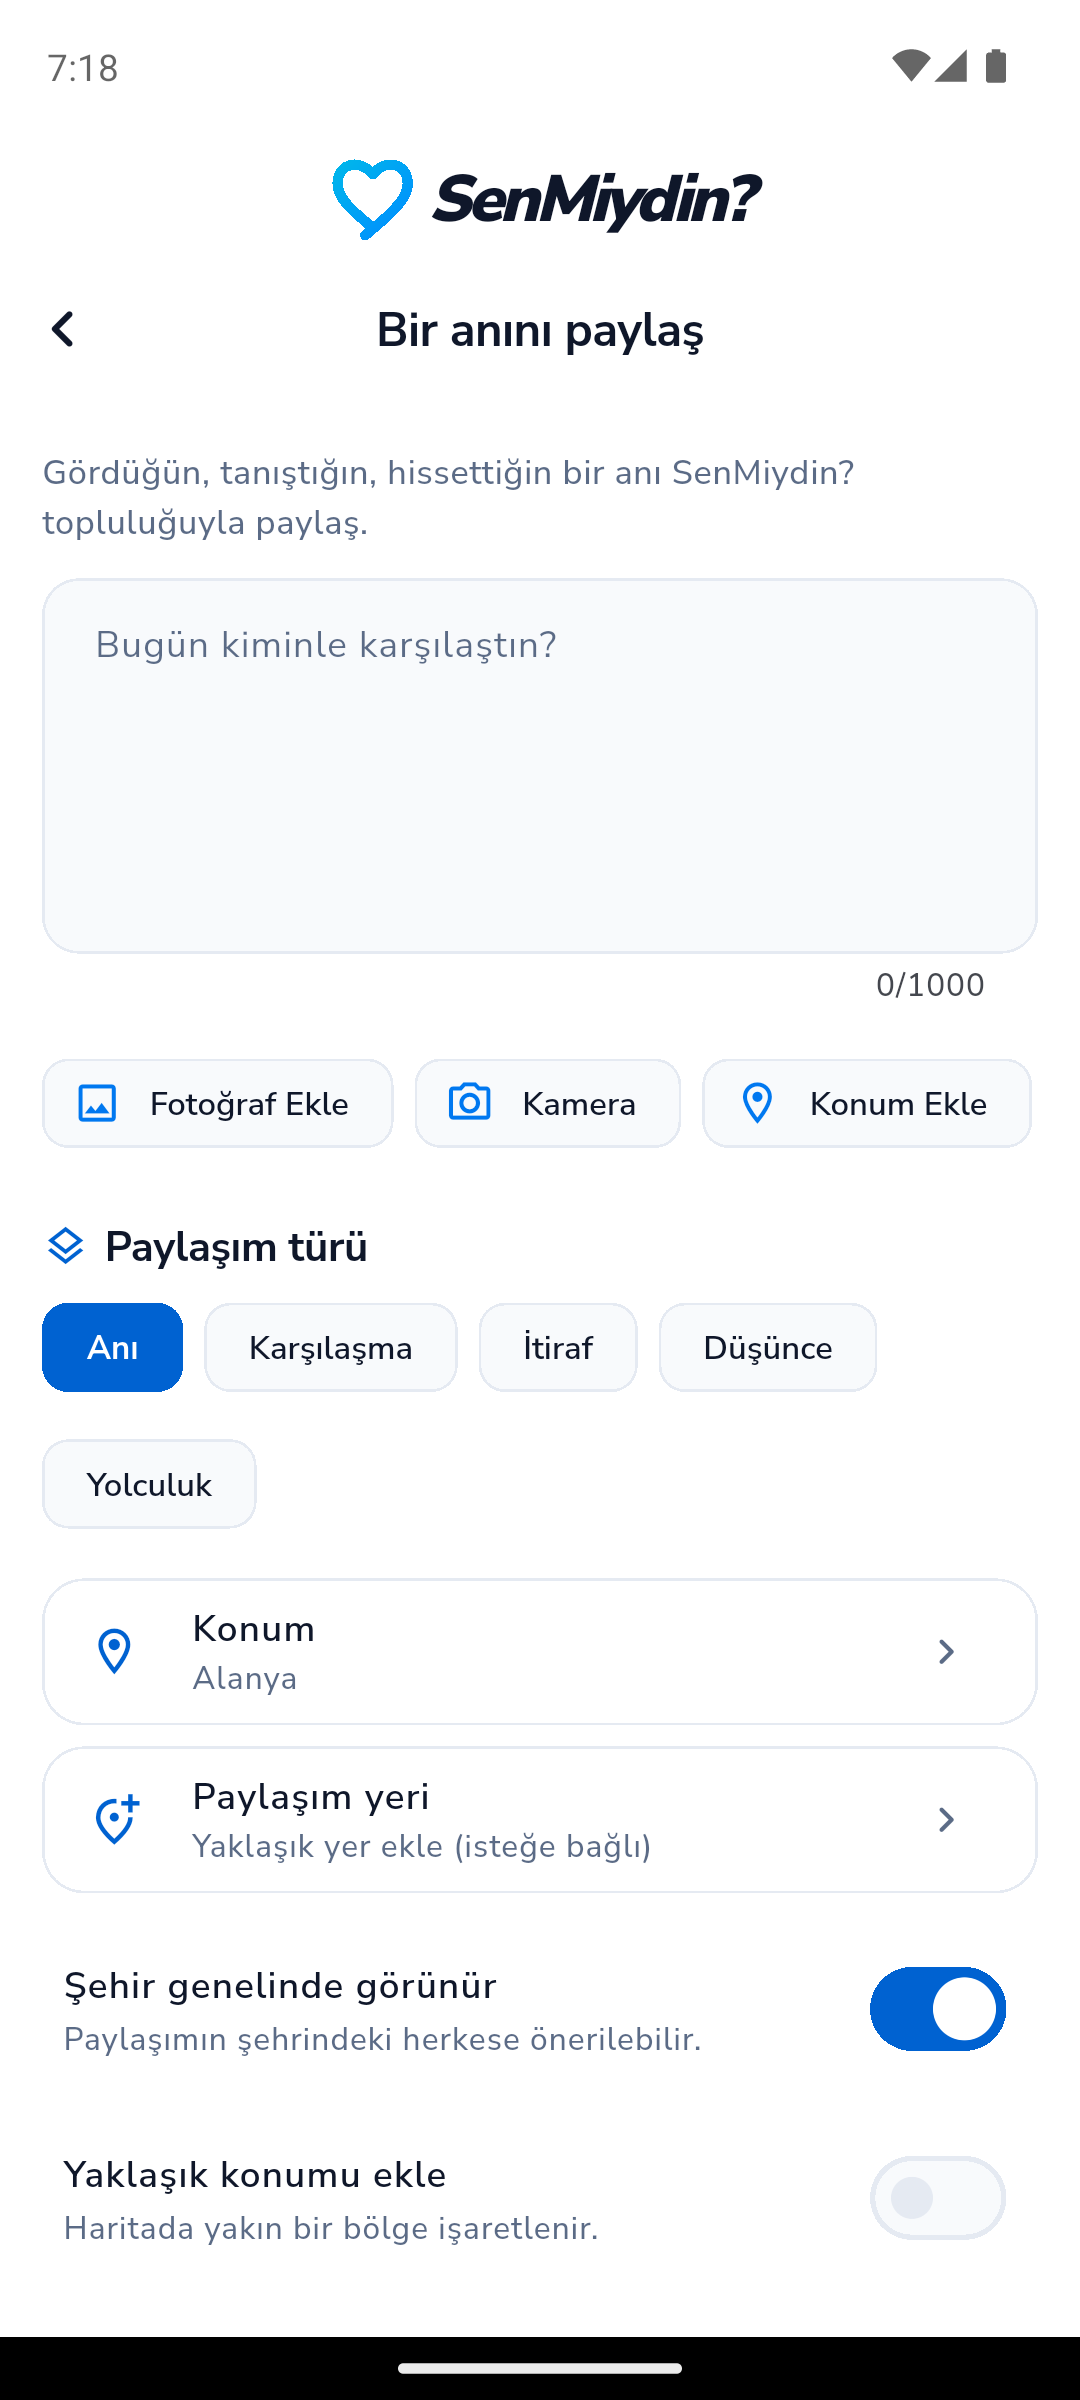 7:18
SenMiydin?
Bir anını paylaş
Gördüğün, tanıştığın, hissettiğin bir anı SenMiydin?
topluluğuyla paylaş.
Bugün kiminle karşılaştın?
0/1000
Fotoğraf Ekle
Kamera
Konum Ekle
Paylaşım türü
Anı
Karşılaşma
İtiraf
Düşünce
Yolculuk
Konum
Alanya
Paylaşım yeri
Yaklaşık yer ekle (isteğe bağlı)
Şehir genelinde görünür
Paylaşımın şehrindeki herkese önerilebilir.
Yaklaşık konumu ekle
Haritada yakın bir bölge işaretlenir.